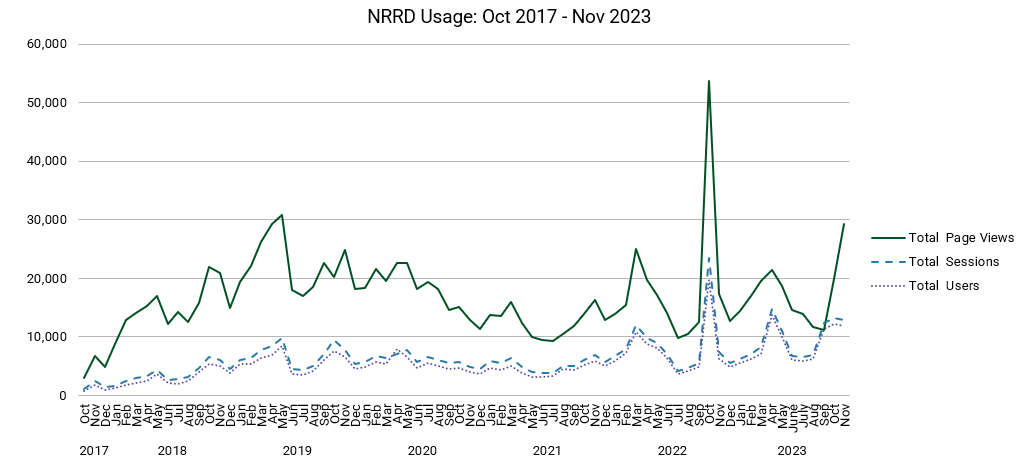 NRRD Usage: Oct 2017 - Nov 2023
60,000
50,000
40,000
30,000
20,000
10,000
0
Total Page Views
Total Sessions
Total Users
Oct Nov Dec Jan Feb Mar Apr May Jun Jul Aug Sep Oct Nov Dec Jan Feb Mar Apr May Jun Jul Aug Sep Oct Nov Dec Jan Feb Mar Apr May Jun Jul Aug Sep Oct Nov Dec Jan Feb Mar Apr May Jun Jul Aug Sep Oct Nov Dec Jan Feb Mar Apr May Jun Jul Aug Sep Oct Nov Dec Jan Feb Mar Apr May June July Aug Sep Oct Nov
2017 2018 2019 2020 2021 2022 2023